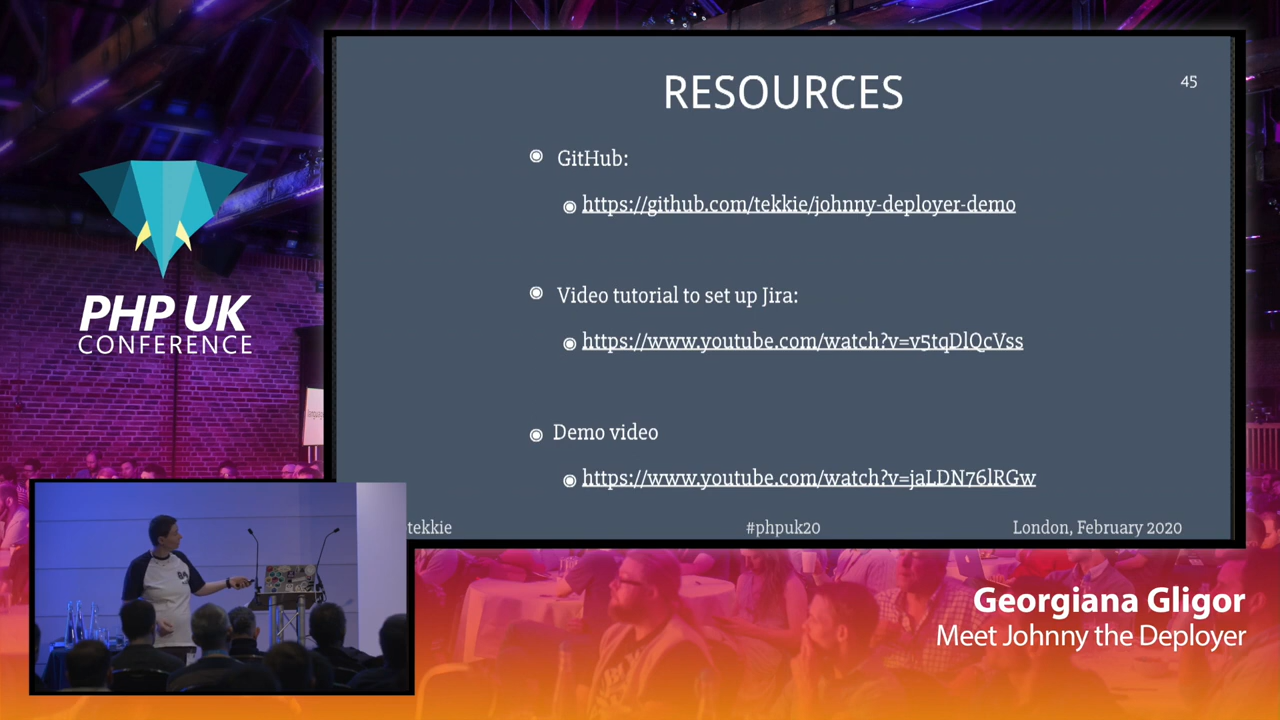 RESOURCES
45
GitHub:
https://github.com/tekkie/johnny-deployer-demo
Video tutorial to set up Jira:
https://www.youtube.com/watch?v=v5tqDlQcVss
Demo video
https://www.youtube.com/watch?v=jaLDN76lRGw
tekkie
#phpuk20
London, February 2020
PHP UK
CONFERENCE
Georgiana Gligor
Meet Johnny the Deployer